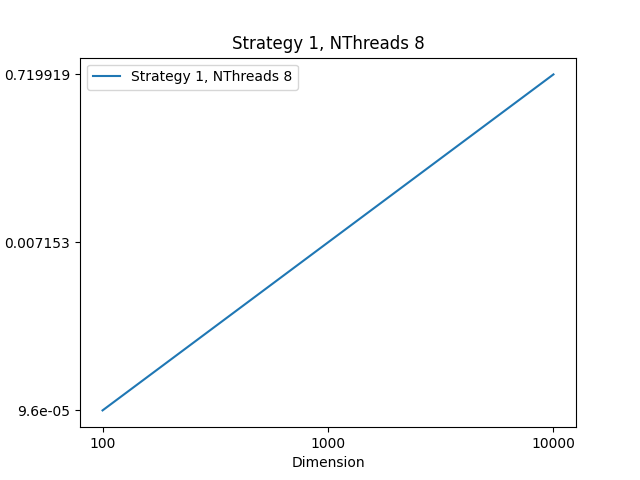 Strategy 1, NThreads 8
Strategy 1, NThreads 8
0.719919
0.007153
9.6e-05
100 1000 10000
Dimension